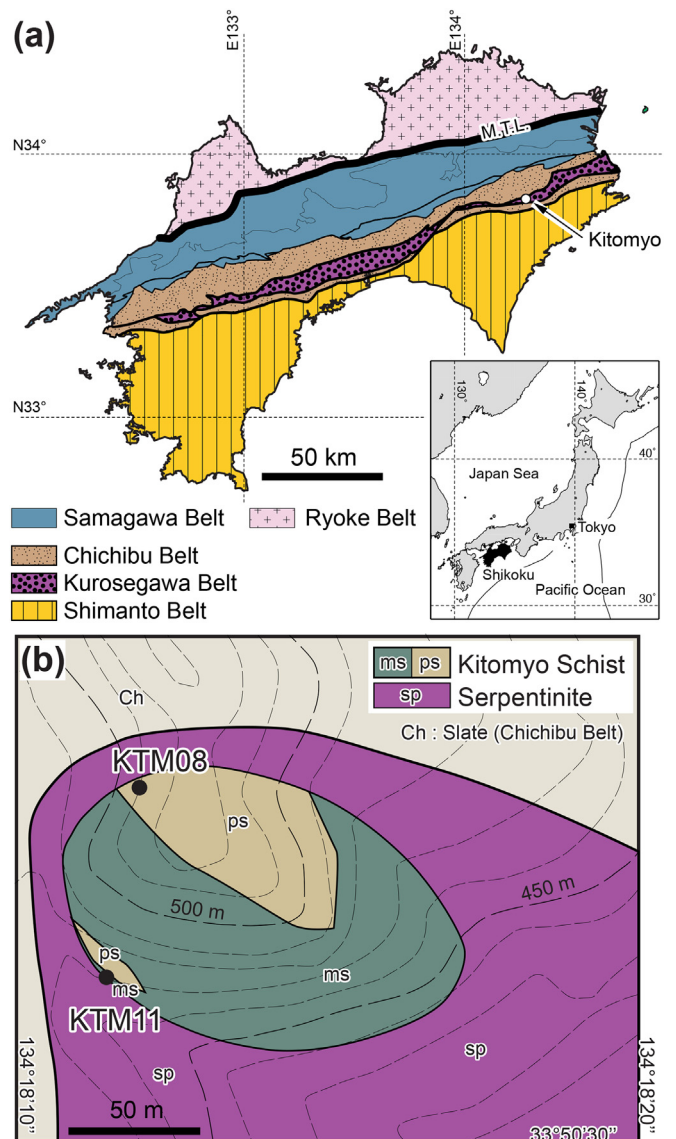 (a)
E133°
E134°
N34°
M.T.L.
Kitomyo
N33°
50 km
130°
140°
40°
Japan Sea
Tokyo
Shikoku
Pacific Ocean
30°
Samagawa Belt
Ryoke Belt
Chichibu Belt
Kurosegawa Belt
Shimanto Belt
(b)
ms ps Kitomyo Schist
sp Serpentinite
Ch : Slate (Chichibu Belt)
Ch
KTM08
ps
450 m
500 m
ps
ms
ms
KTM11
sp
sp
134°18'10"
134°18'20"
50 m
33°50'30"